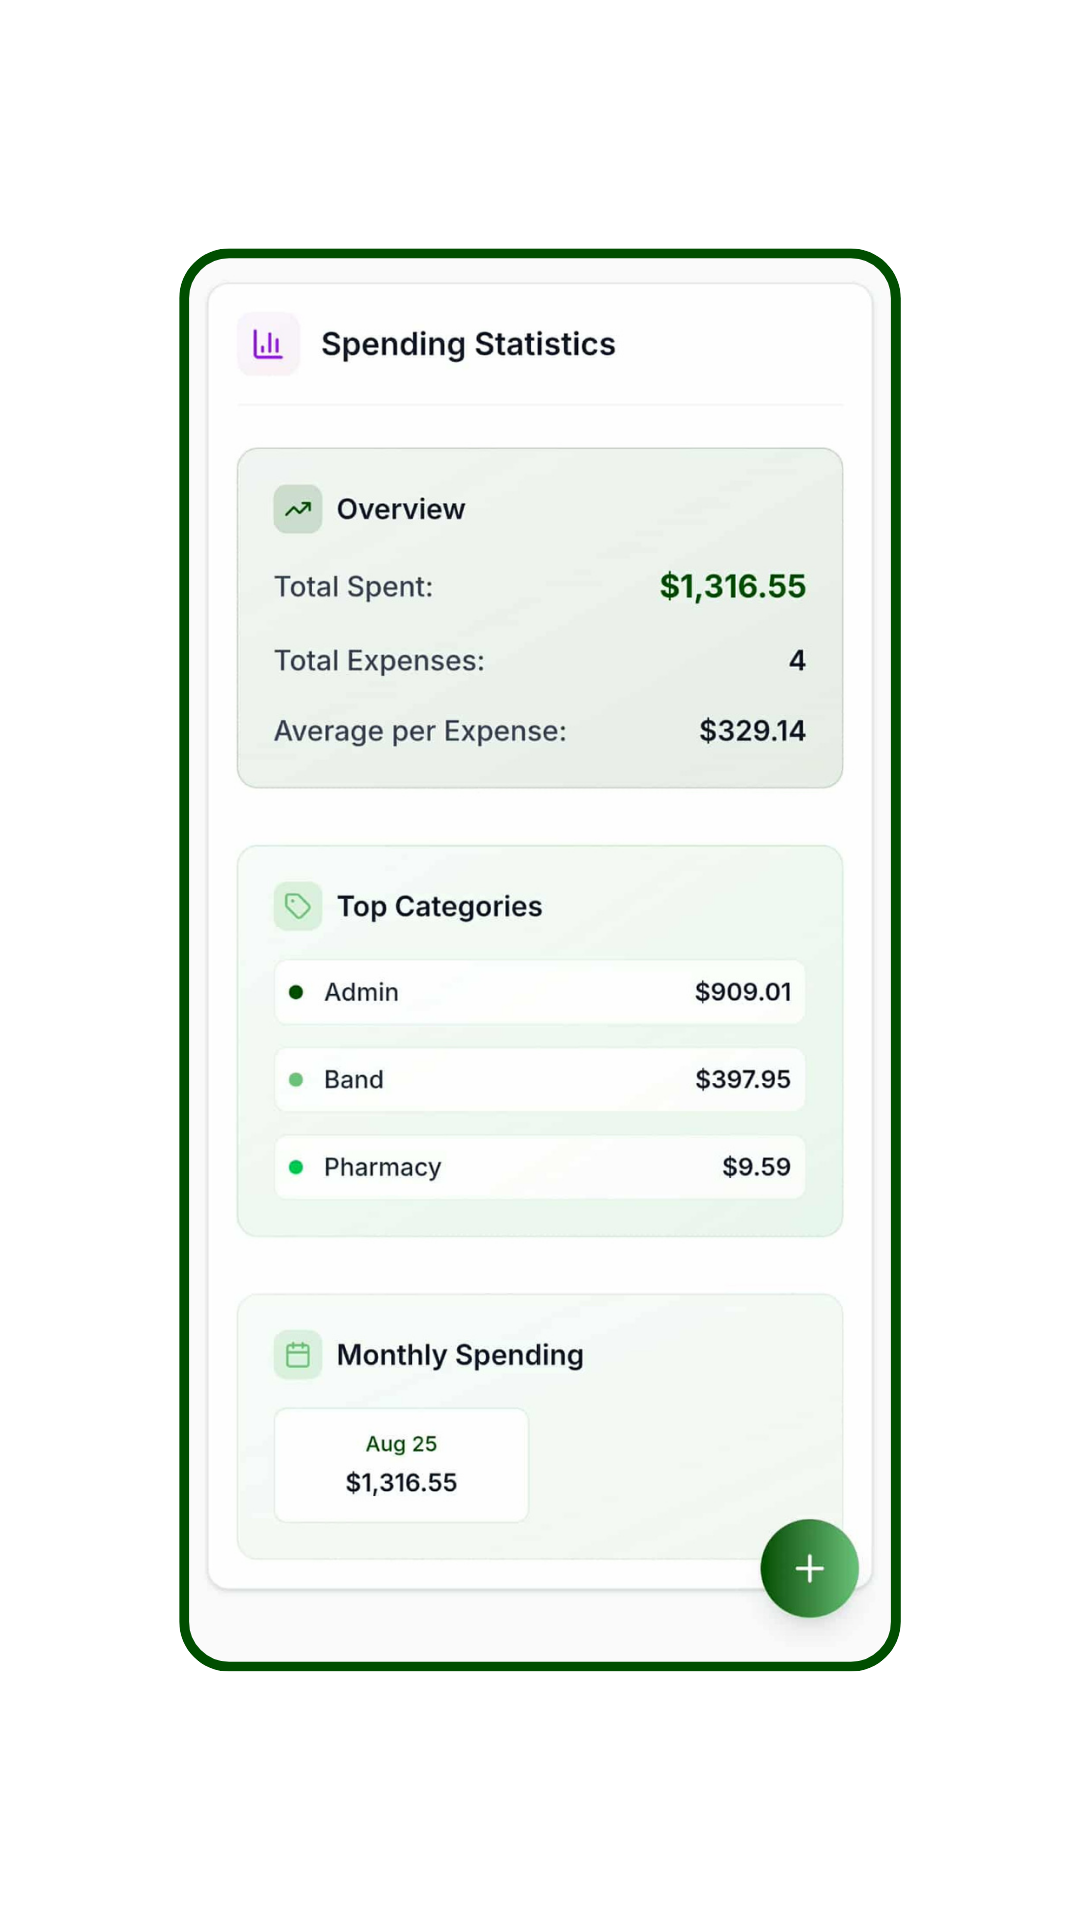 Spending Statistics
Overview
Total Spent: $1,316.55
Total Expenses: 4
Average per Expense: $329.14
Top Categories
Admin $909.01
Band $397.95
Pharmacy $9.59
Monthly Spending
Aug 25
$1,316.55